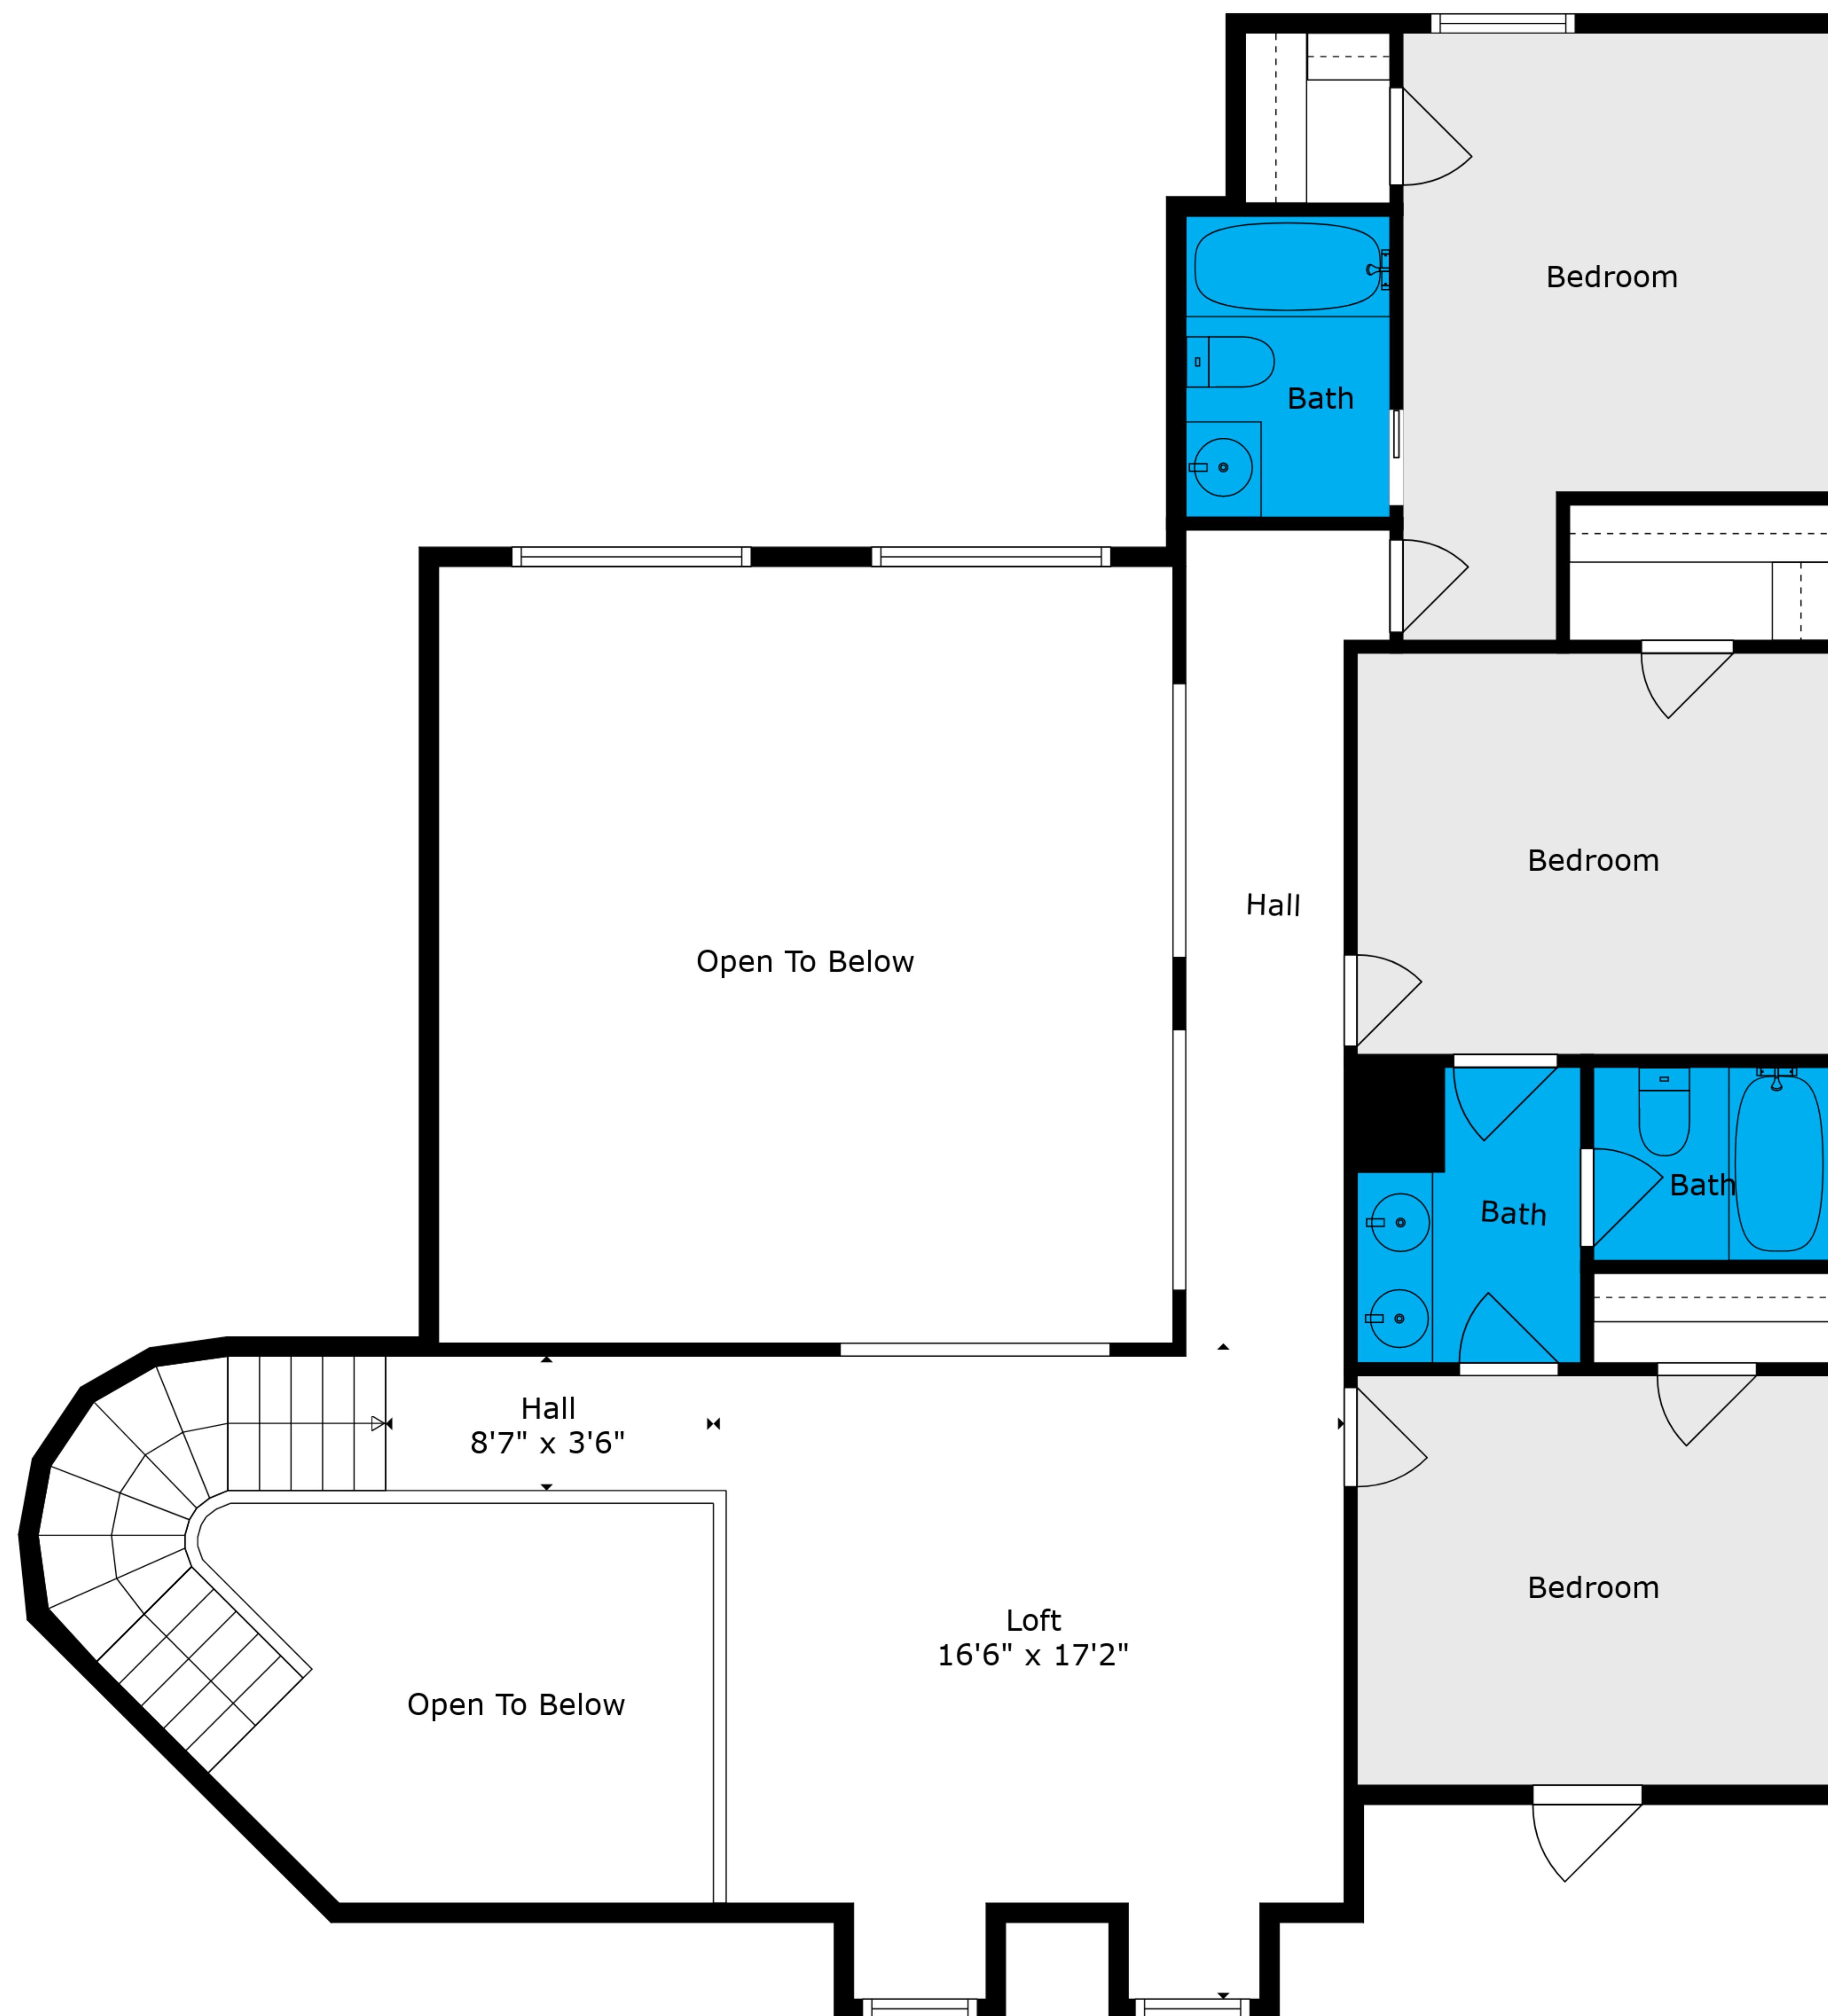 Bedroom
Bath
Bedroom
Hall
Open To Below
Bath
Bath
Hall
8'7" x 3'6"
Bedroom
Loft
16'6" x 17'2"
Open To Below